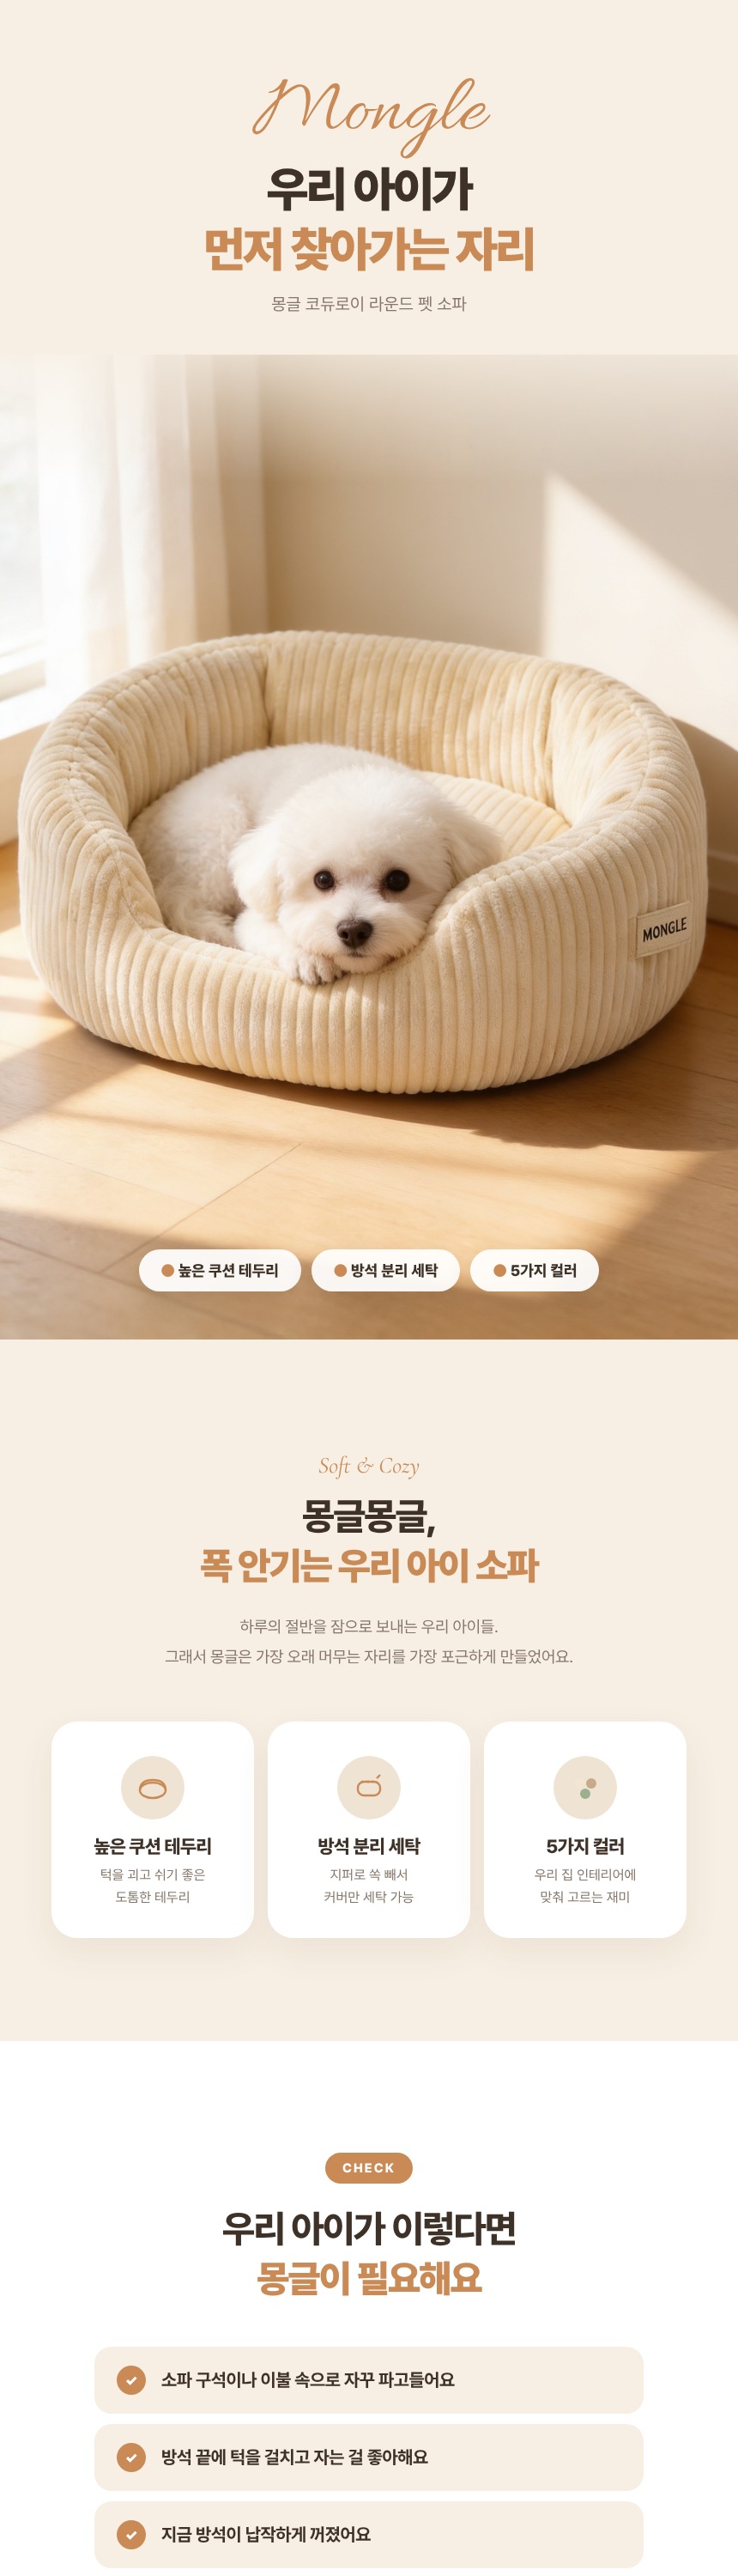 Mongle
우리 아이가
먼저 찾아가는 자리
몽글 코듀로이 라운드 펫 소파
MONGLE
높은 쿠션 테두리
방석 분리 세탁
5가지 컬러
Soft & Cozy
몽글몽글,
폭 안기는 우리 아이 소파
하루의 절반을 잠으로 보내는 우리 아이들.
그래서 몽글은 가장 오래 머무는 자리를 가장 포근하게 만들었어요.
높은 쿠션 테두리
턱을 괴고 쉬기 좋은
도톰한 테두리
방석 분리 세탁
지퍼로 쏙 빼서
커버만 세탁 가능
5가지 컬러
우리 집 인테리어에
맞춰 고르는 재미
CHECK
우리 아이가 이렇다면
몽글이 필요해요
소파 구석이나 이불 속으로 자꾸 파고들어요
방석 끝에 턱을 걸치고 자는 걸 좋아해요
지금 방석이 납작하게 꺼졌어요